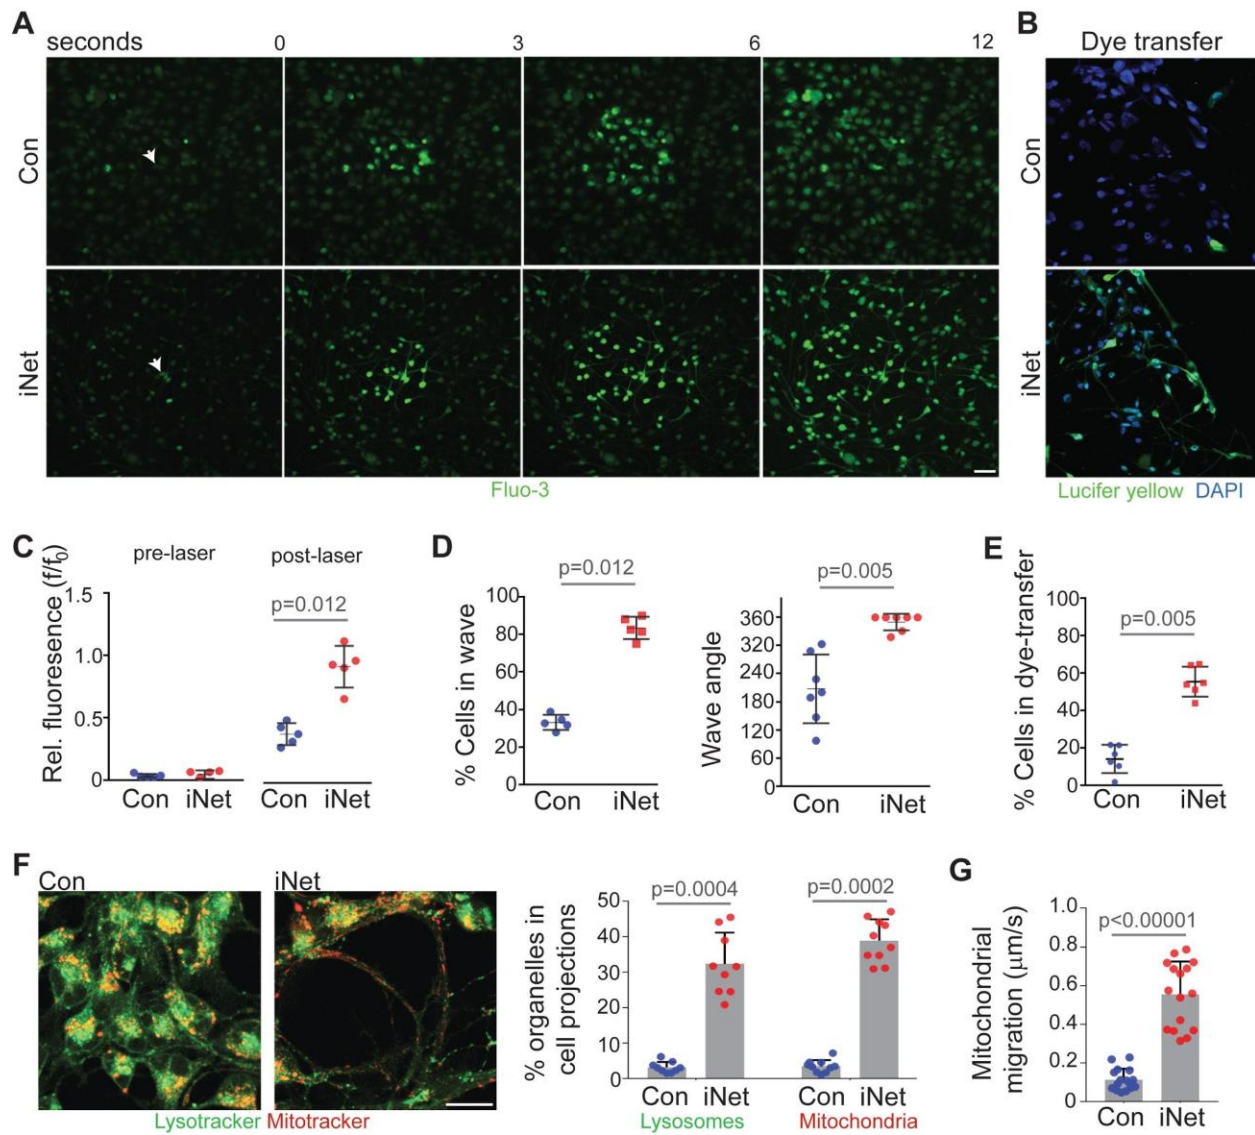 A
seconds 0 3 6 12
Con
iNet
Fluo-3
B
Dye transfer
Con
iNet
Lucifer yellow DAPI
C
pre-laser post-laser
Rel. fluoresence (f/f₀)
p=0.012
1.5
1.0
0.5
0
Con iNet Con iNet
D
p=0.012
% Cells in wave
100
80
60
40
20
0
Con iNet
p=0.005
Wave angle
360
300
240
180
120
60
0
Con iNet
E
% Cells in dye-transfer
100
80
60
40
20
0
p=0.005
Con iNet
F
Con iNet
Lysotracker Mitotracker
% organelles in
cell projections
p=0.0004 p=0.0002
50
40
30
20
10
0
Con iNet Con iNet
Lysosomes Mitochondria
G
Mitochondrial
migration (μm/s)
p<0.00001
1.0
0.8
0.6
0.4
0.2
0
Con iNet